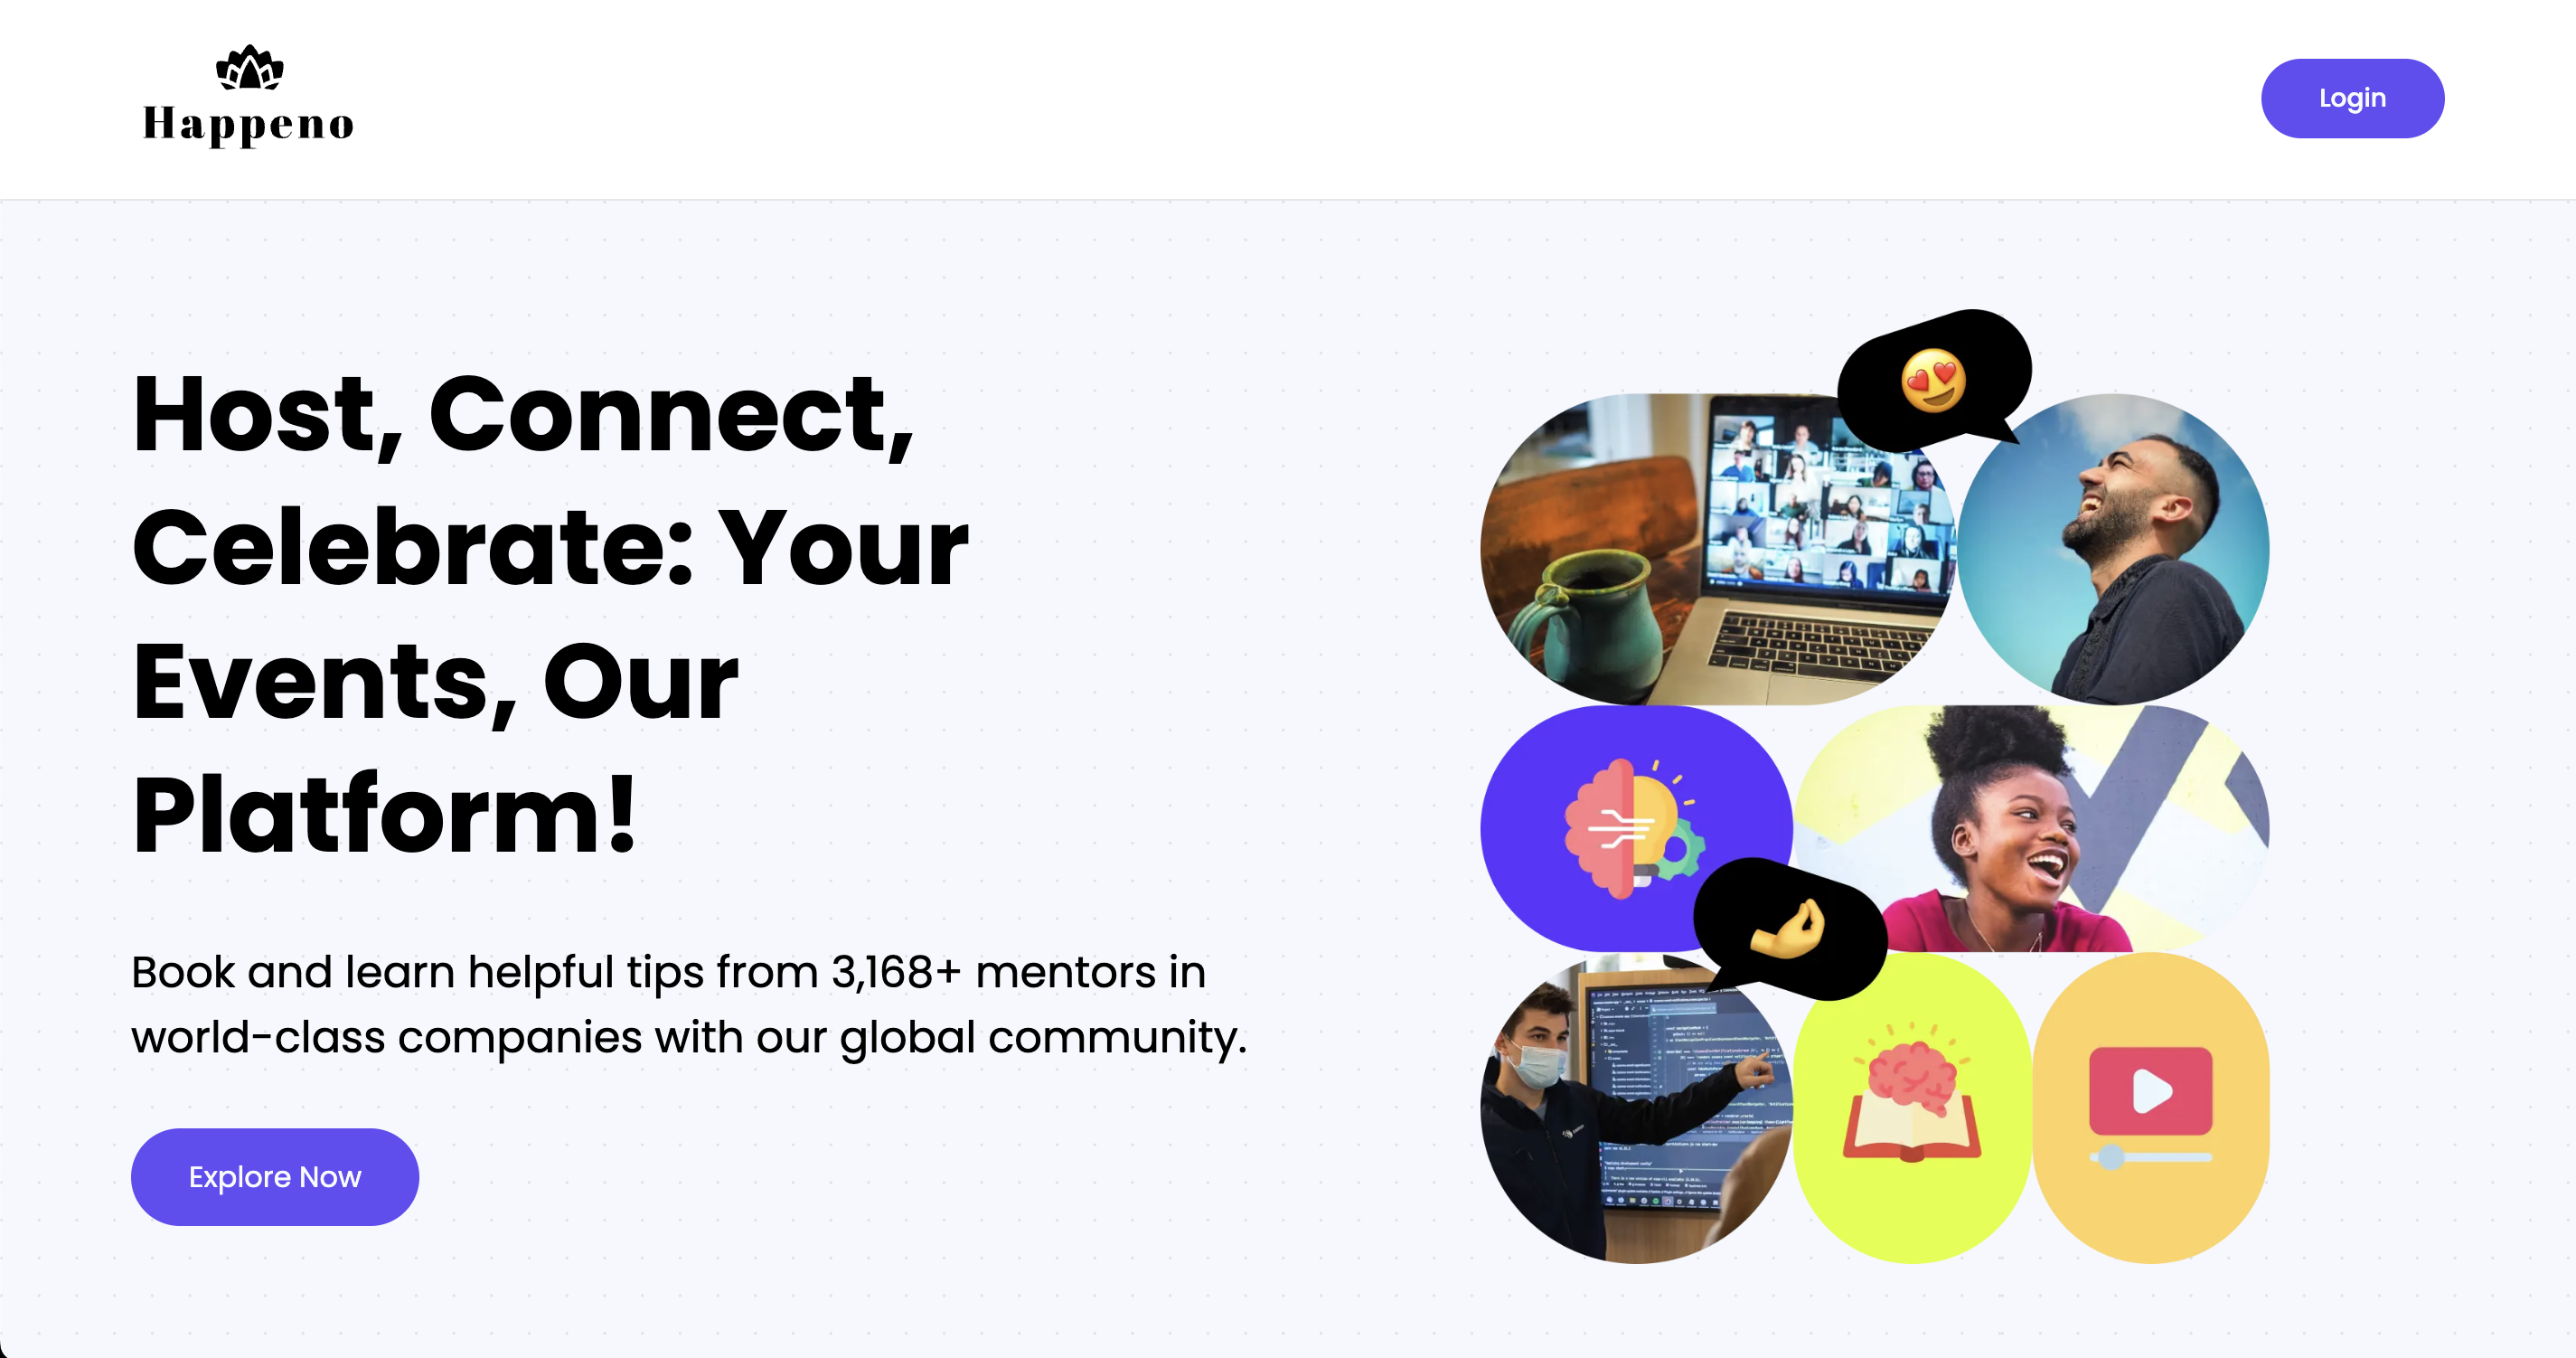 Happeno
Login
Host, Connect,
Celebrate: Your
Events, Our
Platform!
Book and learn helpful tips from 3,168+ mentors in
world-class companies with our global community.
Explore Now